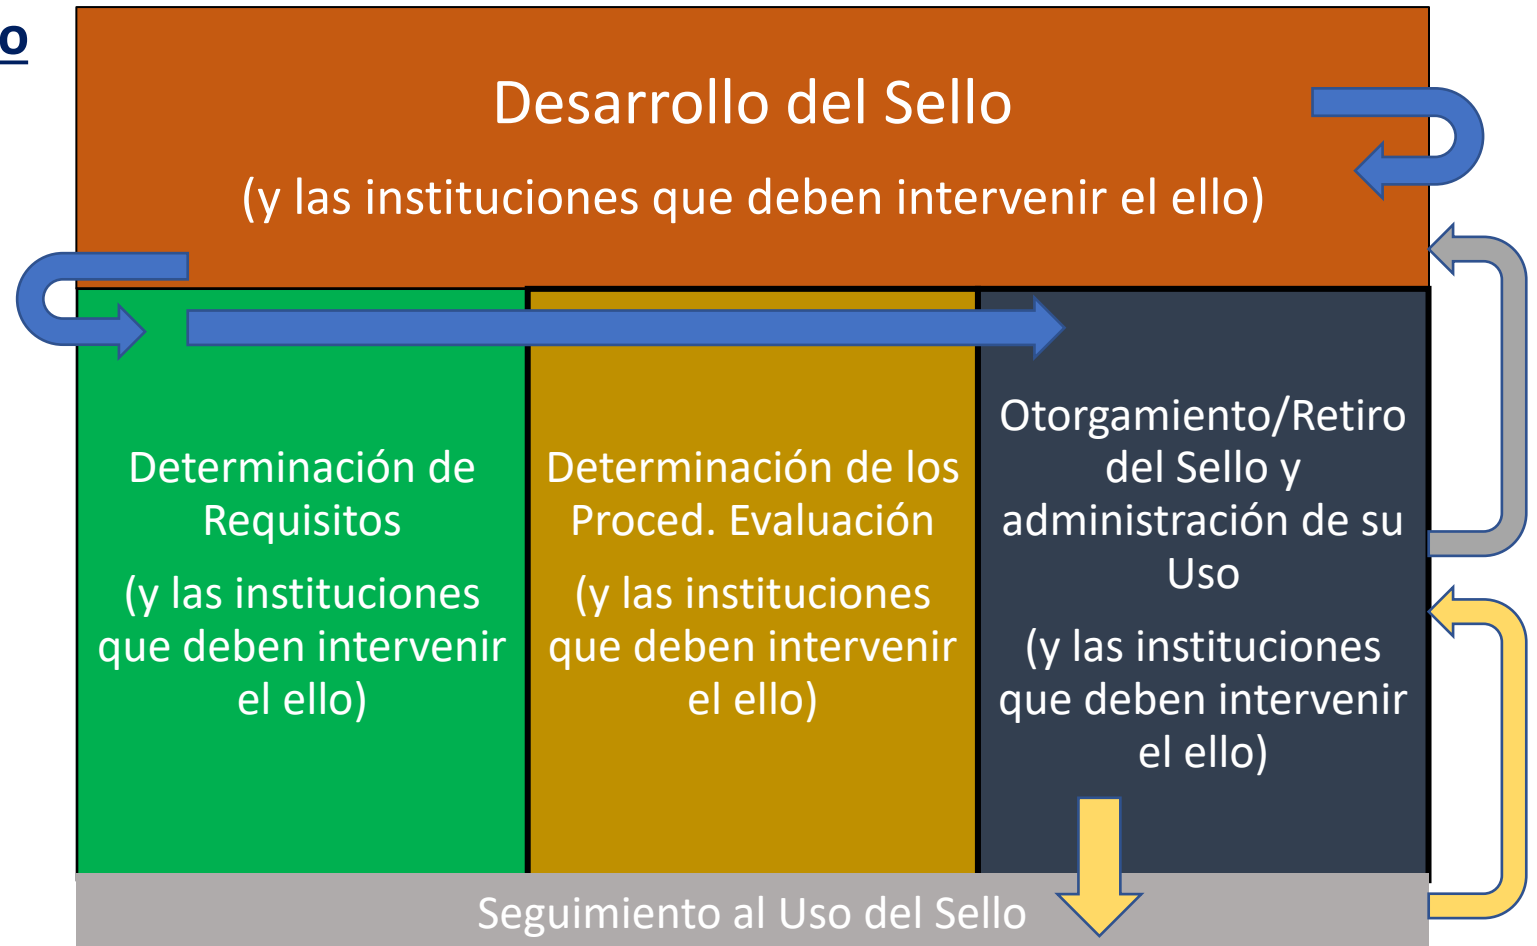 o
Desarrollo del Sello
(y las instituciones que deben intervenir el ello)
Determinación de
Requisitos
(y las instituciones
que deben intervenir
el ello)
Determinación de los
Proced. Evaluación
(y las instituciones
que deben intervenir
el ello)
Otorgamiento/Retiro
del Sello y
administración de su
Uso
(y las instituciones
que deben intervenir
el ello)
Seguimiento al Uso del Sello